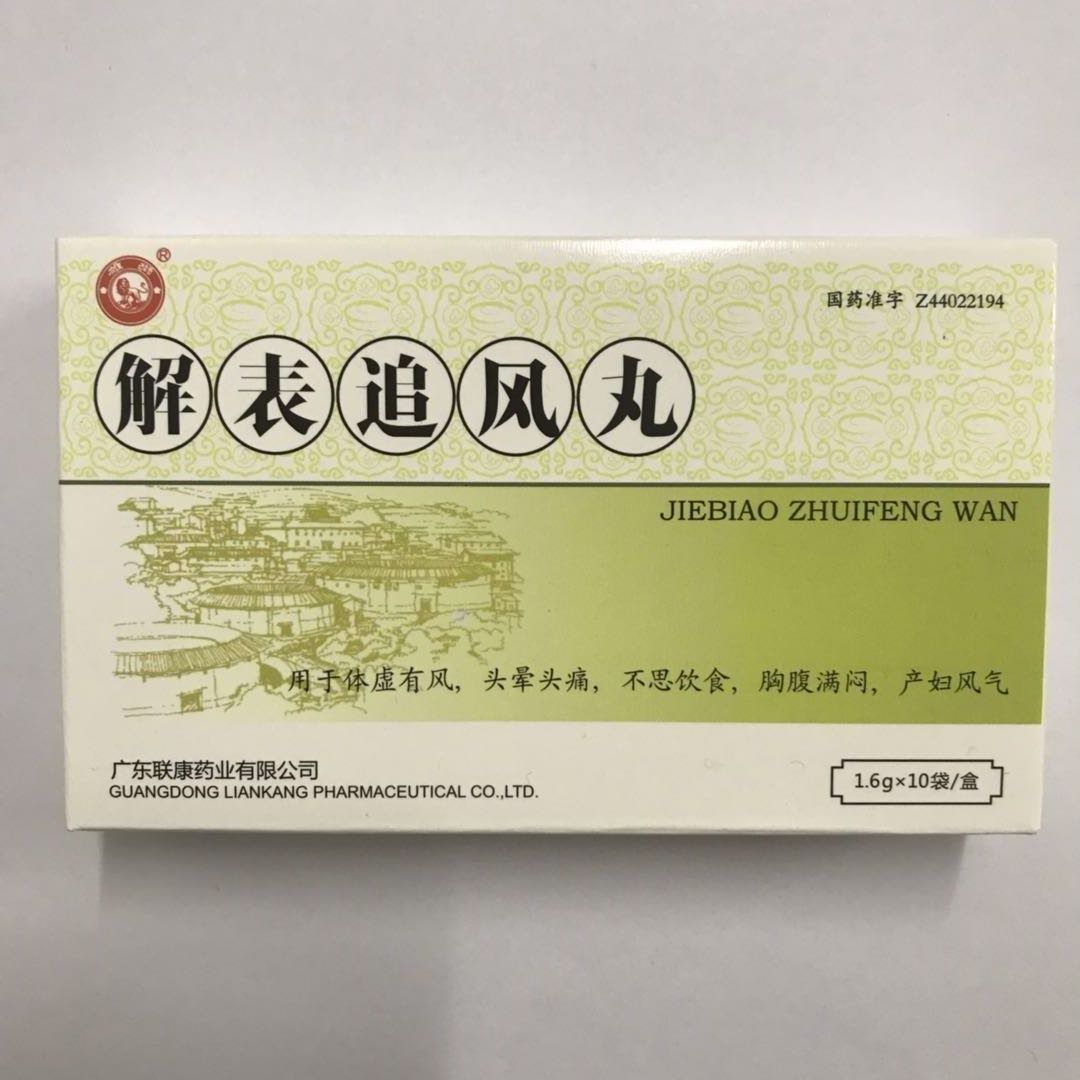 ®
国药准字 Z44022194
解表追风丸
JIEBIAO ZHUIFENG WAN
用于体虚有风，头晕头痛，不思饮食，胸腹满闷，产妇风气
广东联康药业有限公司
GUANGDONG LIANKANG PHARMACEUTICAL CO.,LTD.
1.6g×10袋/盒